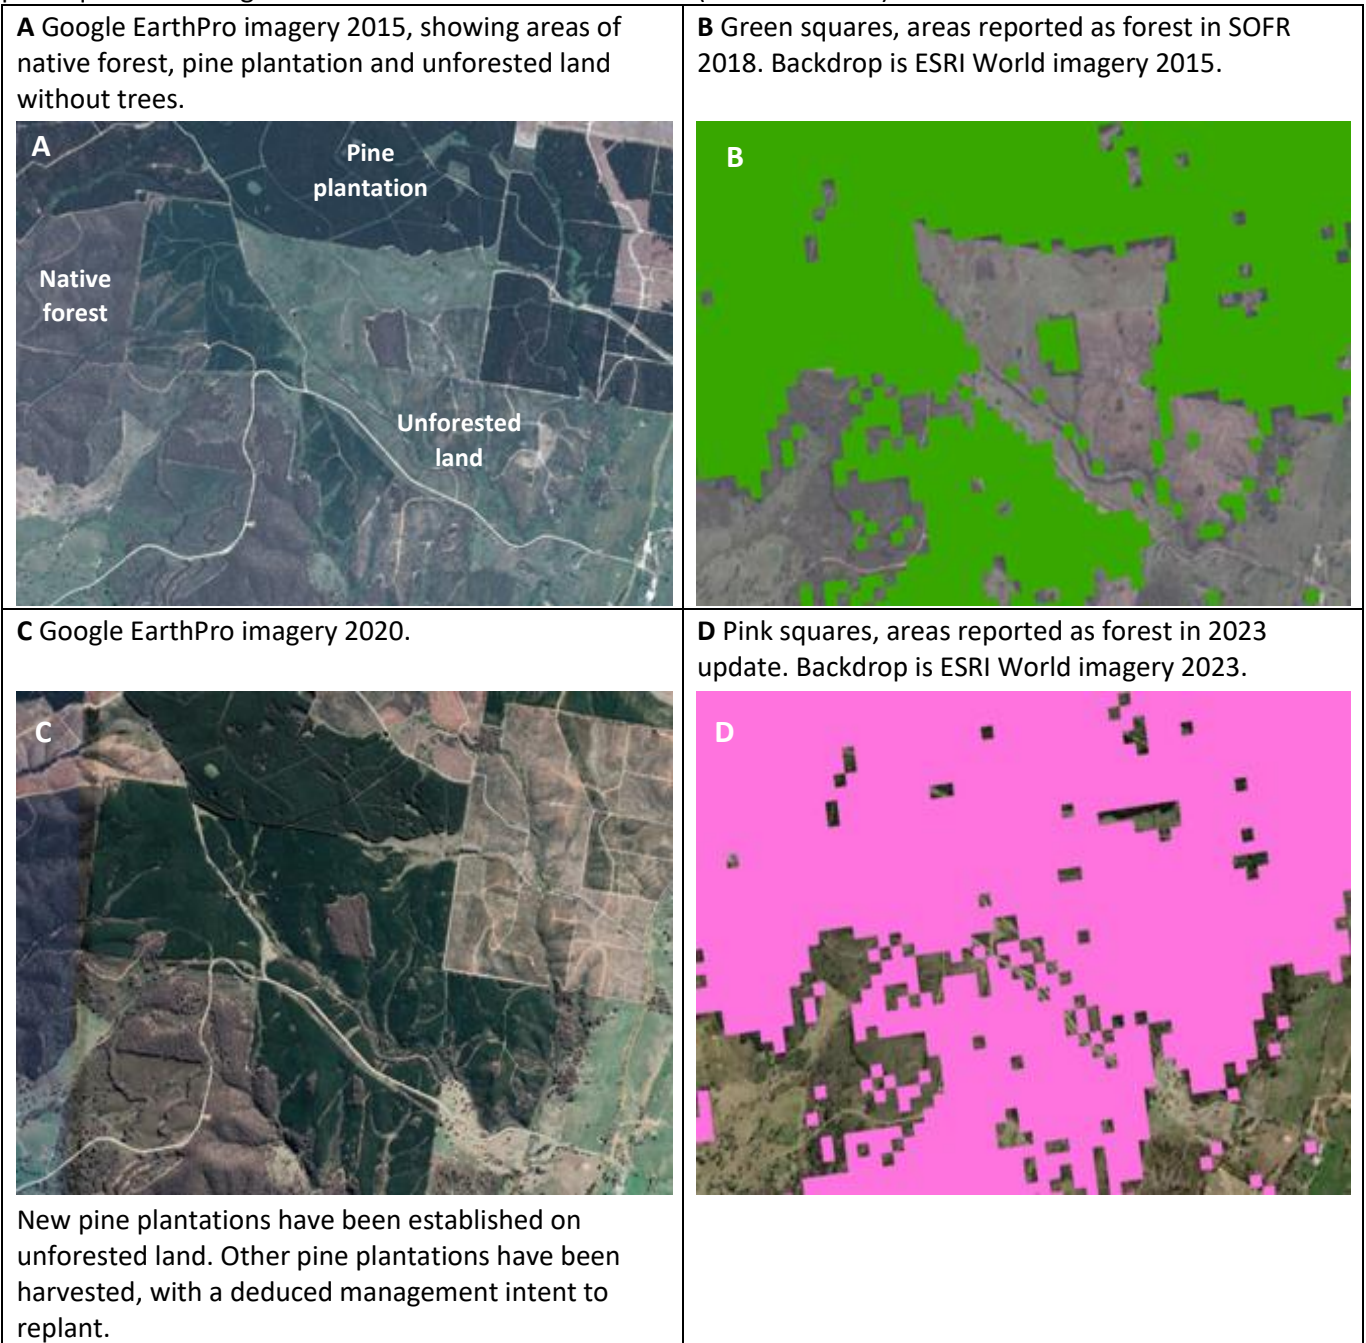 A Google EarthPro imagery 2015, showing areas of
native forest, pine plantation and unforested land
without trees.
B Green squares, areas reported as forest in SOFR
2018. Backdrop is ESRI World imagery 2015.
A
Pine
plantation
Native
forest
Unforested
land
B
C Google EarthPro imagery 2020.
D Pink squares, areas reported as forest in 2023
update. Backdrop is ESRI World imagery 2023.
C
D
New pine plantations have been established on
unforested land. Other pine plantations have been
harvested, with a deduced management intent to
replant.